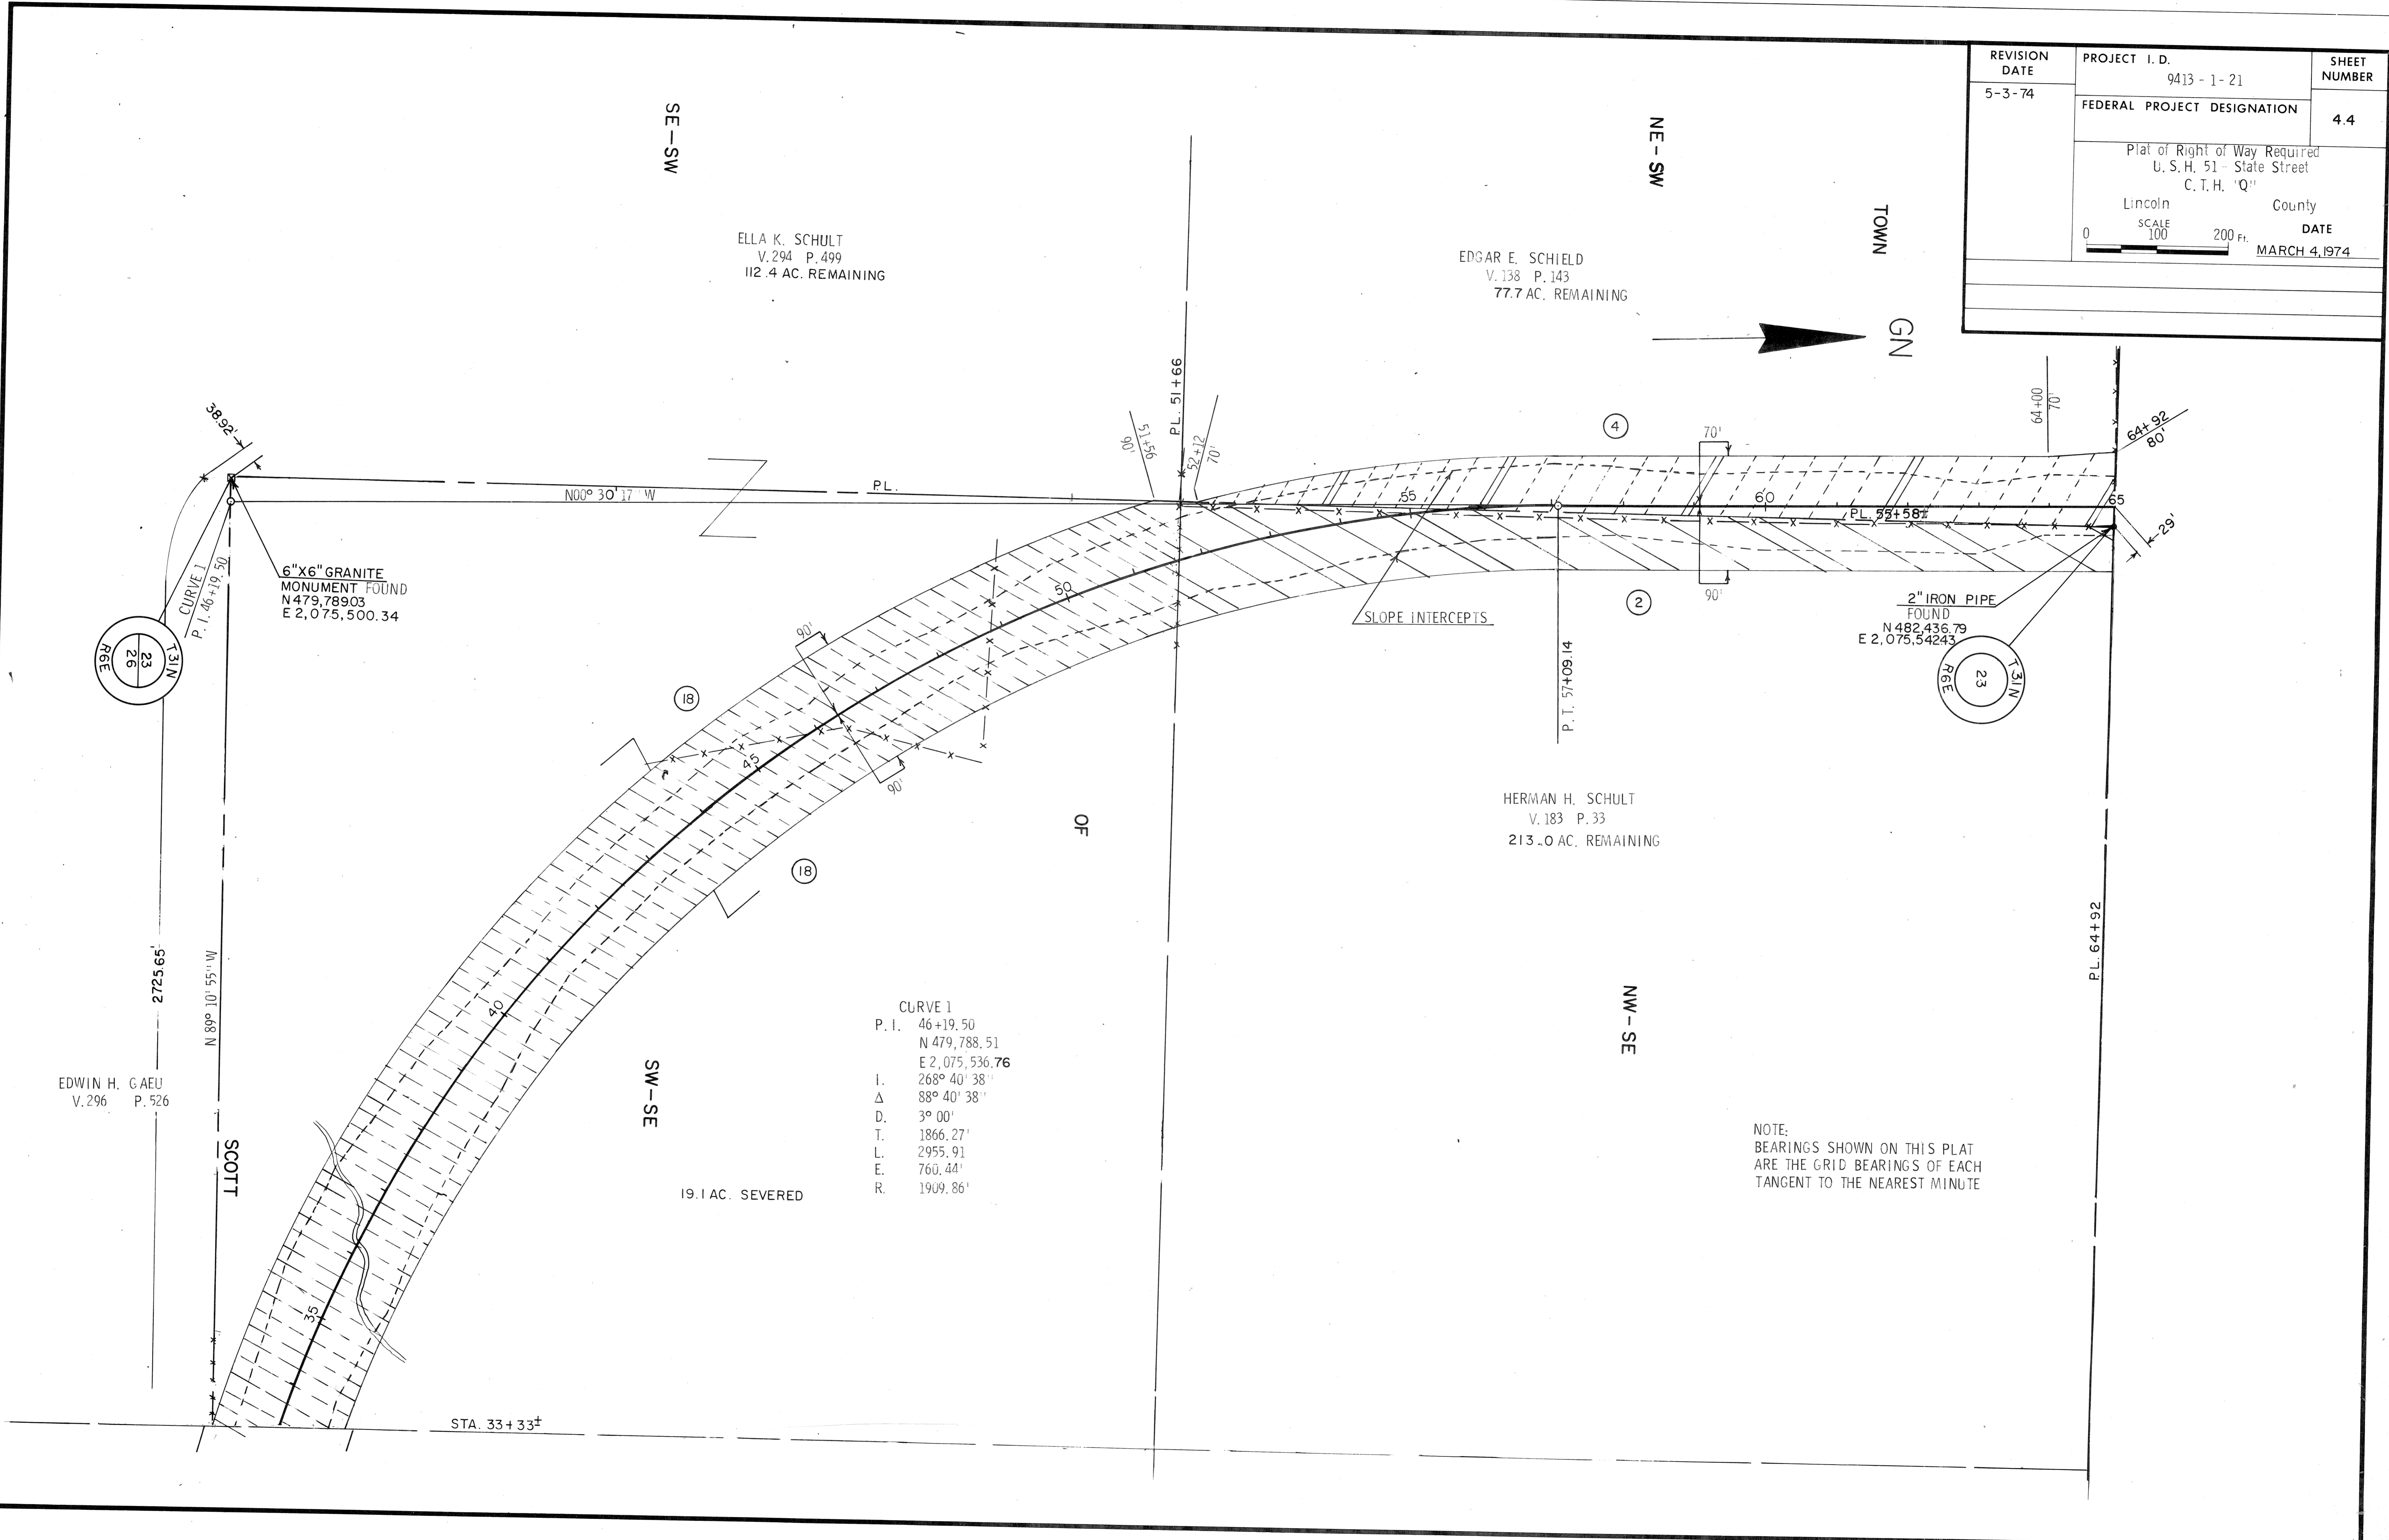 REVISION
DATE
5-3-74
PROJECT I. D.
9413 - 1 - 21
SHEET
NUMBER
4.4
FEDERAL PROJECT DESIGNATION
Plat of Right of Way Required
U. S. H. 51 - State Street
C. T. H. "Q"
Lincoln County
SCALE
0 100 200 Ft.
DATE
MARCH 4, 1974
SE — SW
NE - SW
TOWN
GN
ELLA K. SCHULT
V. 294 P. 499
112.4 AC. REMAINING
EDGAR E. SCHIELD
V. 138 P. 143
77.7 AC. REMAINING
P.L. 51+66
51+56
90'
52+12
70'
64+00
70'
64+92
80'
38.92'
P.L.
N00° 30' 17" W
4
70'
55
60
65
P.L. 55+58±
29'
6"X6" GRANITE
MONUMENT FOUND
N 479,789.03
E 2,075,500.34
CURVE 1
P. I. 46+19.50
T31N
23
26
R6E
90'
50
SLOPE INTERCEPTS
2
90'
2" IRON PIPE
FOUND
N 482,436.79
E 2,075,542.43
T31N
23
R6E
P. T. 57+09.14
18
45
90'
18
OF
HERMAN H. SCHULT
V. 183 P. 33
213.0 AC. REMAINING
P.L. 64+92
2725.65'
N 89° 10' 55" W
40
CURVE 1
P. I. 46+19.50
N 479,788.51
E 2,075,536.76
I. 268° 40' 38"
Δ 88° 40' 38"
D. 3° 00'
T. 1866.27'
L. 2955.91
E. 760.44'
R. 1909.86'
NW - SE
SW-SE
EDWIN H. GAEU
V. 296 P. 526
SCOTT
19.1 AC. SEVERED
NOTE:
BEARINGS SHOWN ON THIS PLAT
ARE THE GRID BEARINGS OF EACH
TANGENT TO THE NEAREST MINUTE
35
STA. 33+33±